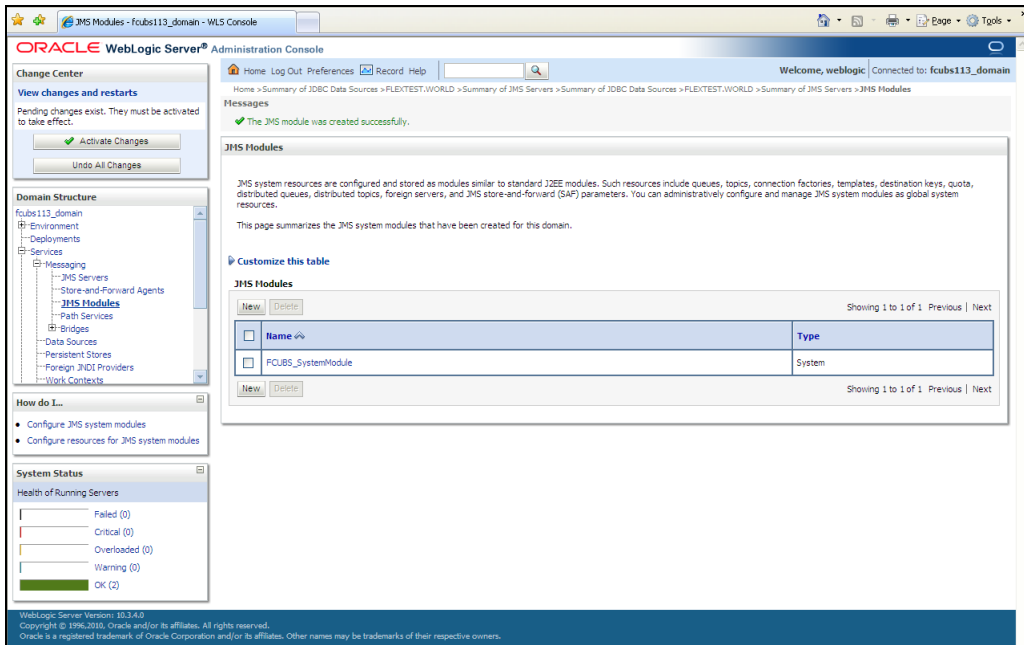 JMS Modules - fcubs113_domain - WLS Console
Page
Tools
ORACLE WebLogic Server® Administration Console
Change Center
View changes and restarts
Pending changes exist. They must be activated
to take effect.
Activate Changes
Undo All Changes
Domain Structure
fcubs113_domain
Environment
Deployments
Services
Messaging
JMS Servers
Store-and-Forward Agents
JMS Modules
Path Services
Bridges
Data Sources
Persistent Stores
Foreign JNDI Providers
Work Contexts
How do I...
Configure JMS system modules
Configure resources for JMS system modules
System Status
Health of Running Servers
Failed (0)
Critical (0)
Overloaded (0)
Warning (0)
OK (2)
Home Log Out Preferences Record Help
Welcome, weblogic Connected to: fcubs113_domain
Home >Summary of JDBC Data Sources >FLEXTEST.WORLD >Summary of JMS Servers >Summary of JDBC Data Sources >FLEXTEST.WORLD >Summary of JMS Servers >JMS Modules
Messages
The JMS module was created successfully.
JMS Modules
JMS system resources are configured and stored as modules similar to standard J2EE modules. Such resources include queues, topics, connection factories, templates, destination keys, quota,
distributed queues, distributed topics, foreign servers, and JMS store-and-forward (SAF) parameters. You can administratively configure and manage JMS system modules as global system
resources.
This page summarizes the JMS system modules that have been created for this domain.
Customize this table
JMS Modules
New Delete Showing 1 to 1 of 1 Previous | Next
Name Type
FCUBS_SystemModule System
New Delete Showing 1 to 1 of 1 Previous | Next
WebLogic Server Version: 10.3.4.0
Copyright © 1996,2010, Oracle and/or its affiliates. All rights reserved.
Oracle is a registered trademark of Oracle Corporation and/or its affiliates. Other names may be trademarks of their respective owners.